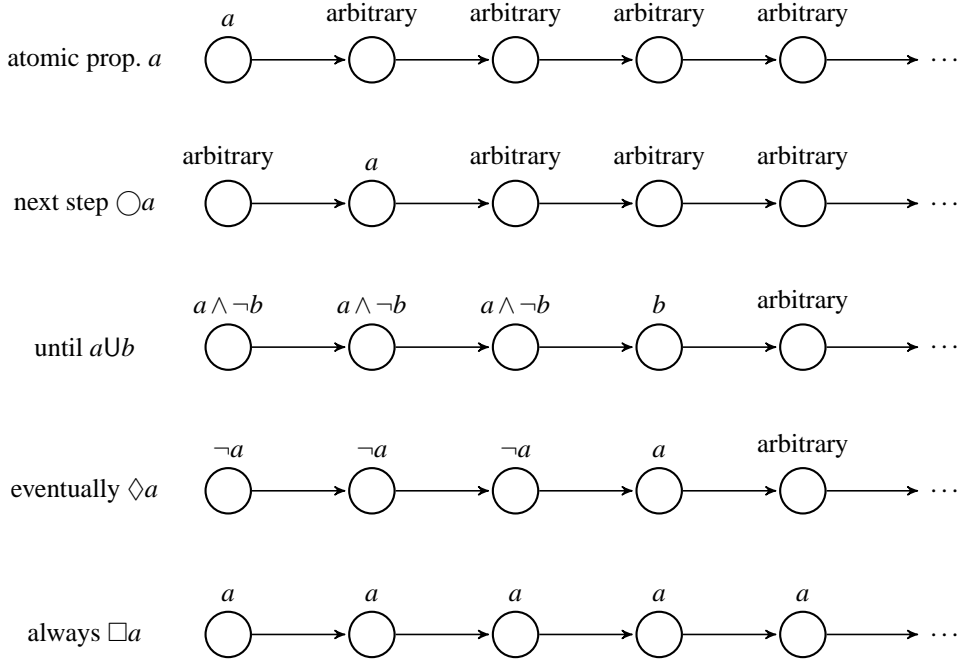 a arbitrary arbitrary arbitrary arbitrary
atomic prop. a ···
arbitrary a arbitrary arbitrary arbitrary
next step ◯a ···
a ∧ ¬b a ∧ ¬b a ∧ ¬b b arbitrary
until aUb ···
¬a ¬a ¬a a arbitrary
eventually ◊a ···
a a a a a
always □a ···